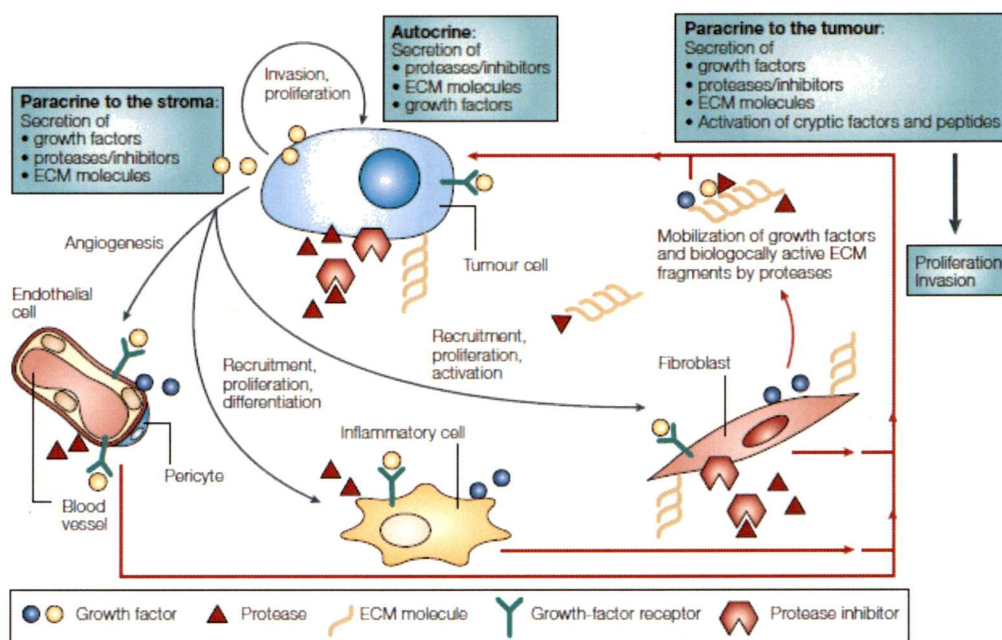 Autocrine:
Secretion of
• proteases/inhibitors
• ECM molecules
• growth factors
Paracrine to the tumour:
Secretion of
• growth factors
• proteases/inhibitors
• ECM molecules
• Activation of cryptic factors and peptides
Invasion,
proliferation
Paracrine to the stroma:
Secretion of
• growth factors
• proteases/inhibitors
• ECM molecules
Angiogenesis
Tumour cell
Mobilization of growth factors
and biologocally active ECM
fragments by proteases
Proliferation
Invasion
Endothelial
cell
Recruitment,
proliferation,
differentiation
Recruitment,
proliferation,
activation
Fibroblast
Inflammatory cell
Pericyte
Blood
vessel
Growth factor
Protease
ECM molecule
Growth-factor receptor
Protease inhibitor